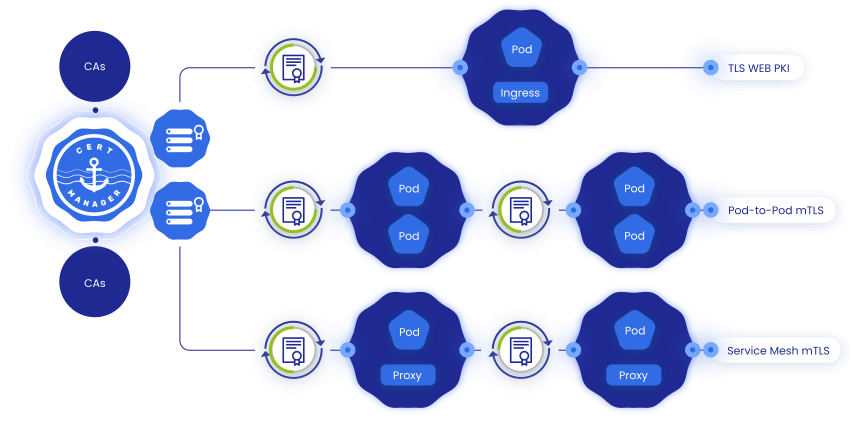 CAs
CERT
MANAGER
CAs
Pod
Ingress
TLS WEB PKI
Pod
Pod
Pod
Pod
Pod-to-Pod mTLS
Pod
Proxy
Pod
Proxy
Service Mesh mTLS